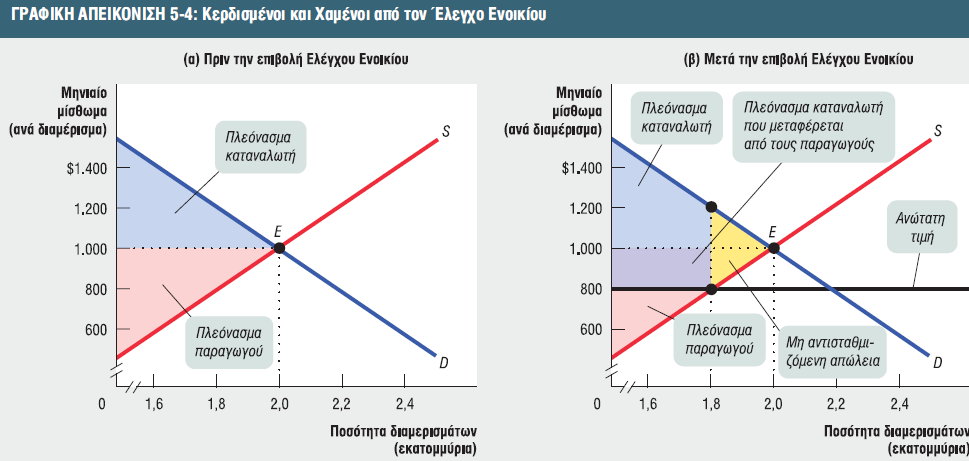 ΓΡΑΦΙΚΗ ΑΠΕΙΚΟΝΙΣΗ 5-4: Κερδισμένοι και Χαμένοι από τον Έλεγχο Ενοικίου
(α) Πριν την επιβολή Ελέγχου Ενοικίου
Μηνιαίο
μίσθωμα
(ανά διαμέρισμα)
$1.400
1.200
1.000
800
600
0
1,6
1,8
2,0
2,2
2,4
Πλεόνασμα
καταναλωτή
S
E
Πλεόνασμα
παραγωγού
D
Ποσότητα διαμερισμάτων
(εκατομμύρια)
(β) Μετά την επιβολή Ελέγχου Ενοικίου
Μηνιαίο
μίσθωμα
(ανά διαμέρισμα)
$1.400
1.200
1.000
800
600
0
1,6
1,8
2,0
2,2
2,4
Πλεόνασμα
καταναλωτή
Πλεόνασμα καταναλωτή
που μεταφέρεται
από τους παραγωγούς
S
Ανώτατη
τιμή
E
Πλεόνασμα
παραγωγού
Μη αντισταθμι-
ζόμενη απώλεια
D
Ποσότητα διαμερισμάτων
(εκατομμύρια)